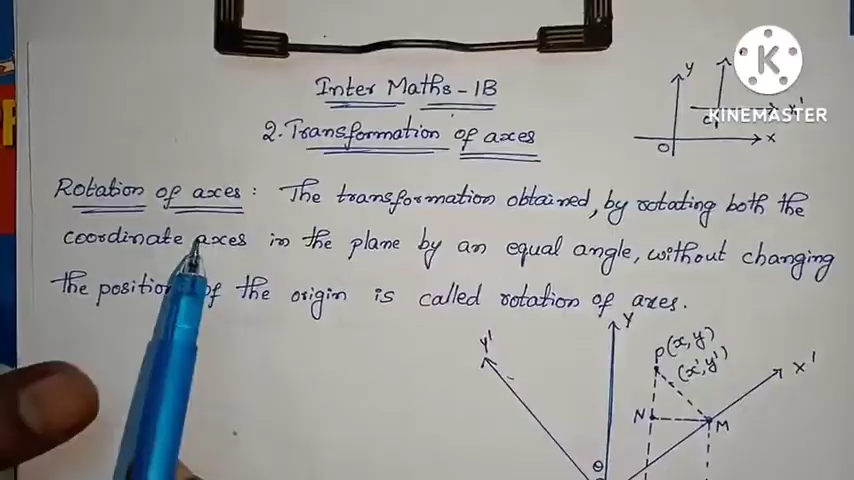 Inter Maths - 1B
2. Transformation of axes
Rotation of axes : The transformation obtained, by rotating both the
coordinate axes in the plane by an equal angle, without changing
the position of the origin is called rotation of axes.
y
x'
O
x
K
KINEMASTER
Y
y'
P(x, y)
(x', y')
X'
N
M
θ